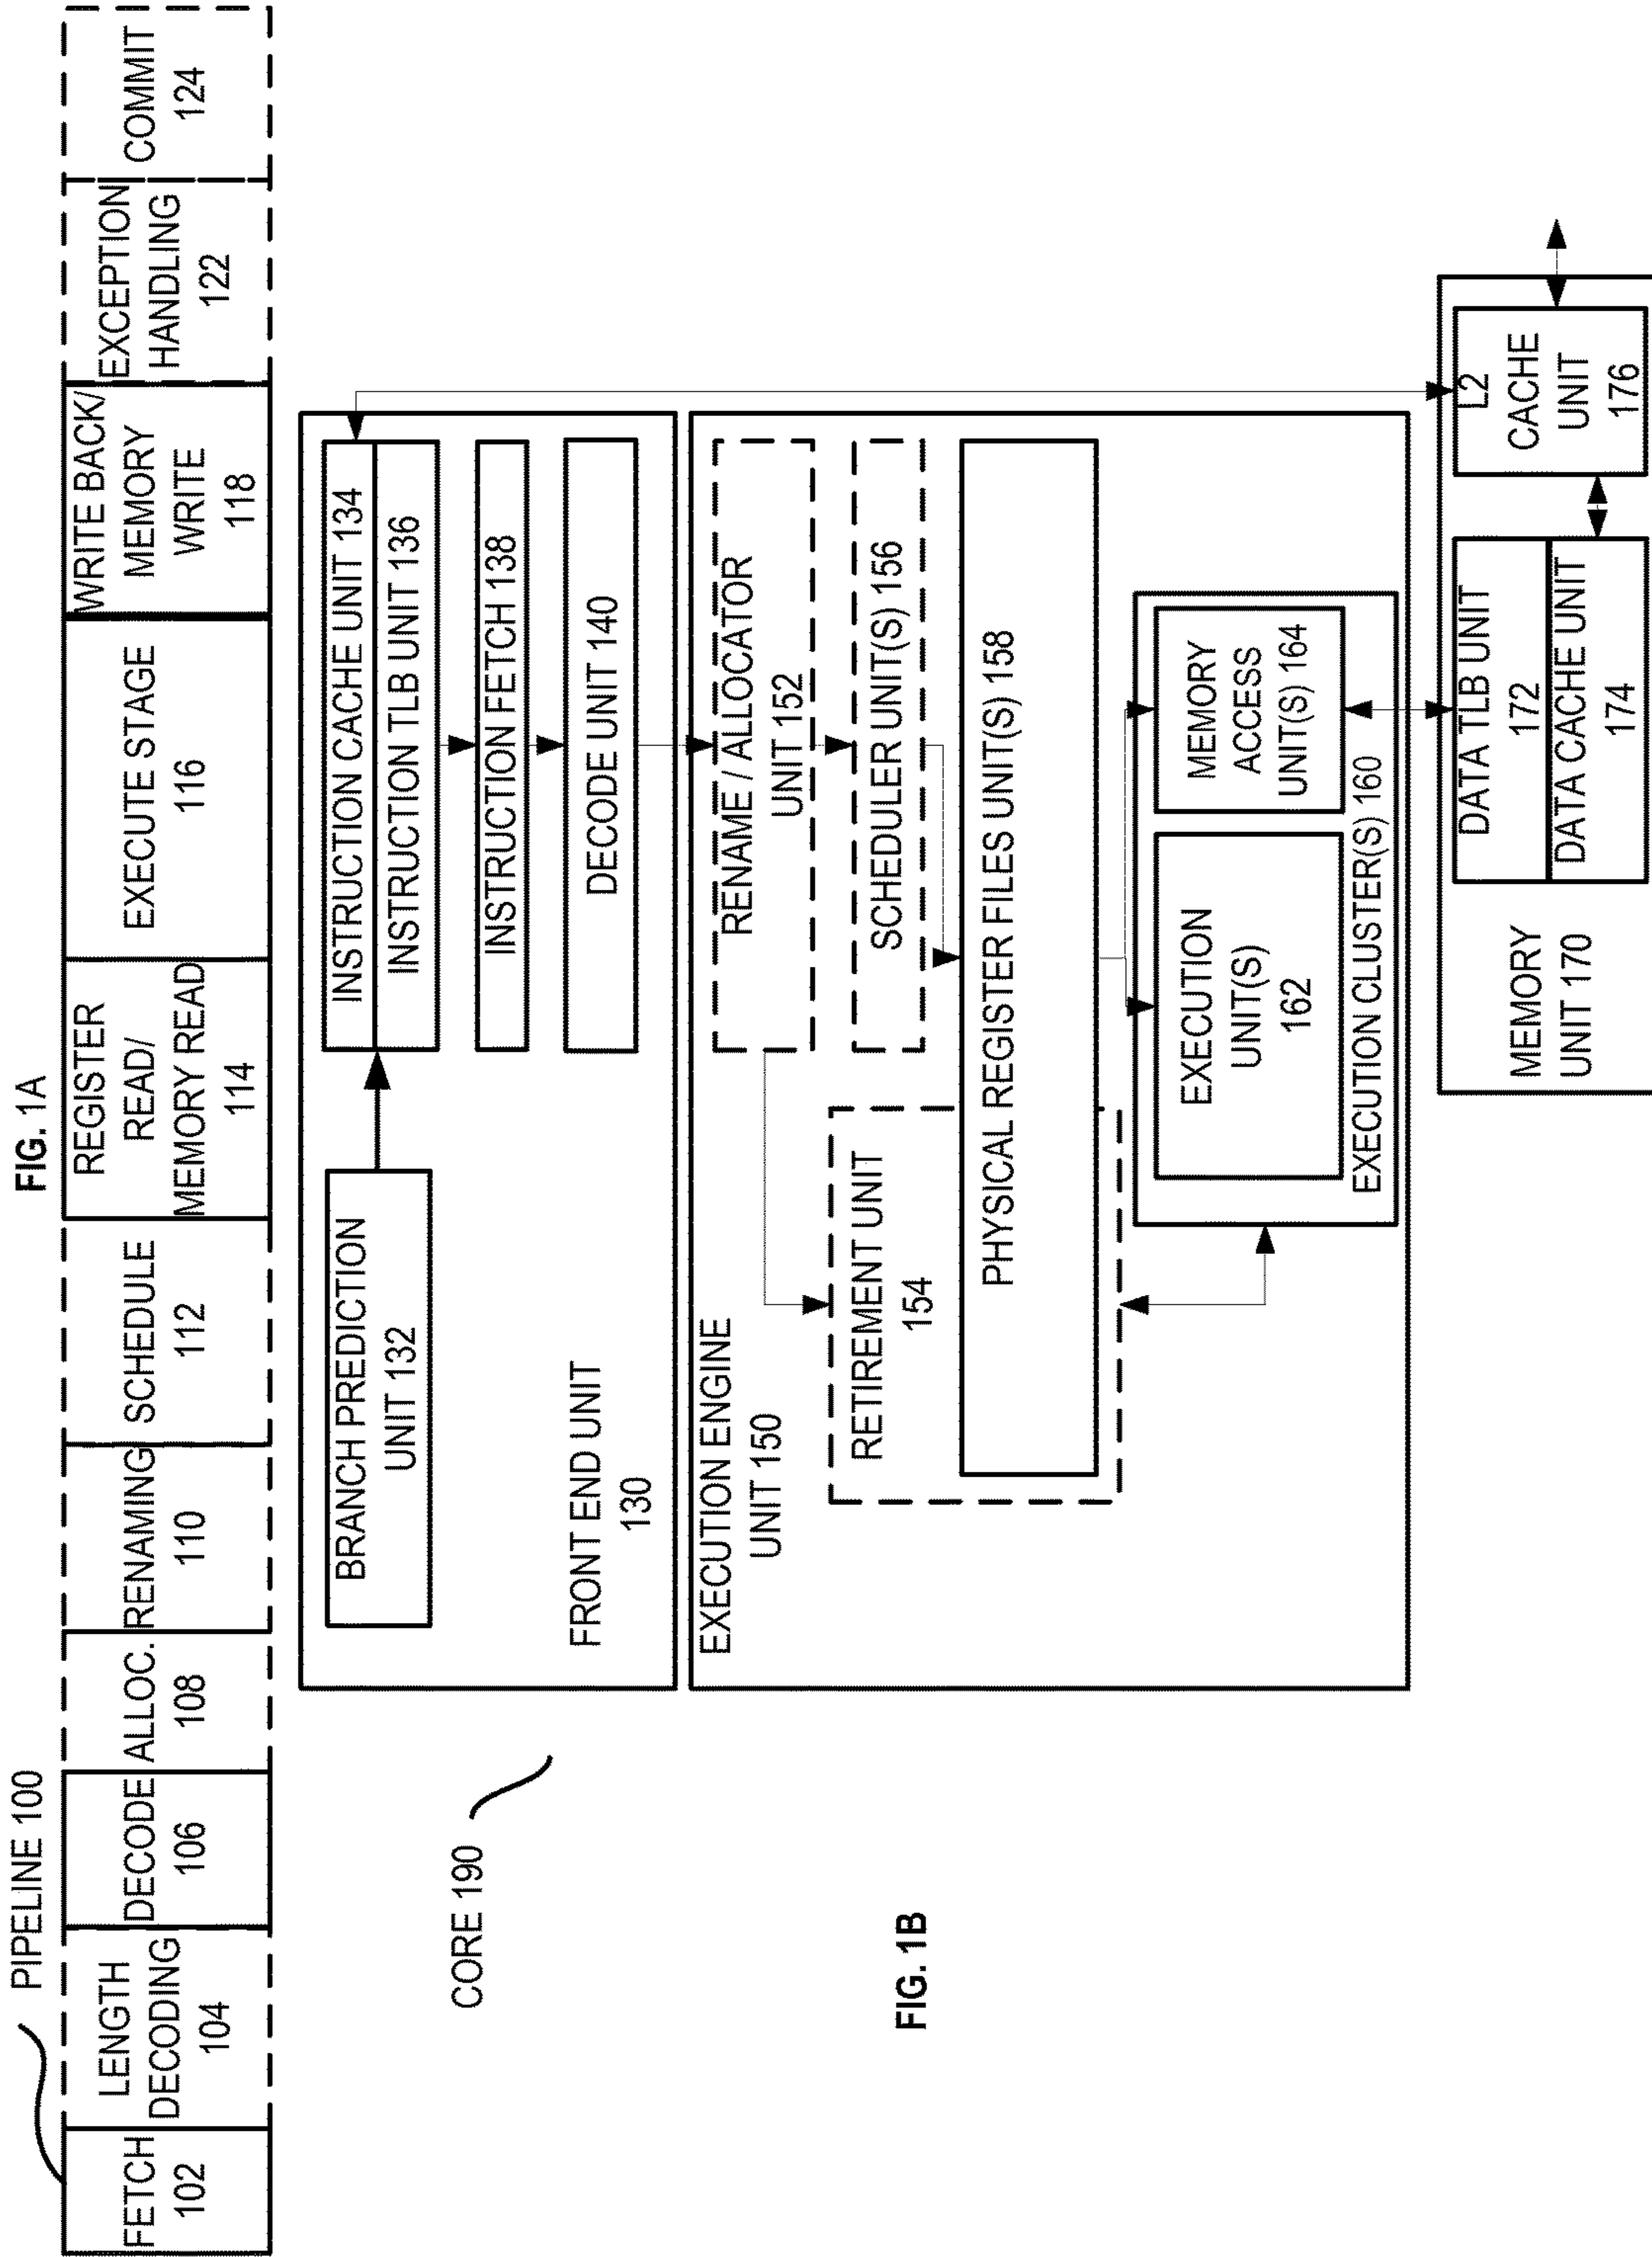 PIPELINE 100
FIG. 1A
FETCH
102
LENGTH
DECODING
104
DECODE
106
ALLOC.
108
RENAMING
110
SCHEDULE
112
REGISTER
READ/
MEMORY READ
114
EXECUTE STAGE
116
WRITE BACK/
MEMORY
WRITE
118
EXCEPTION
HANDLING
122
COMMIT
124
CORE 190
BRANCH PREDICTION
UNIT 132
INSTRUCTION CACHE UNIT 134
INSTRUCTION TLB UNIT 136
INSTRUCTION FETCH 138
DECODE UNIT 140
FRONT END UNIT
130
EXECUTION ENGINE
UNIT 150
RENAME / ALLOCATOR
UNIT 152
RETIREMENT UNIT
154
SCHEDULER UNIT(S) 156
PHYSICAL REGISTER FILES UNIT(S) 158
EXECUTION
UNIT(S)
162
MEMORY
ACCESS
UNIT(S) 164
EXECUTION CLUSTER(S) 160
MEMORY
UNIT 170
DATA TLB UNIT
172
DATA CACHE UNIT
174
L2
CACHE
UNIT
176
FIG. 1B